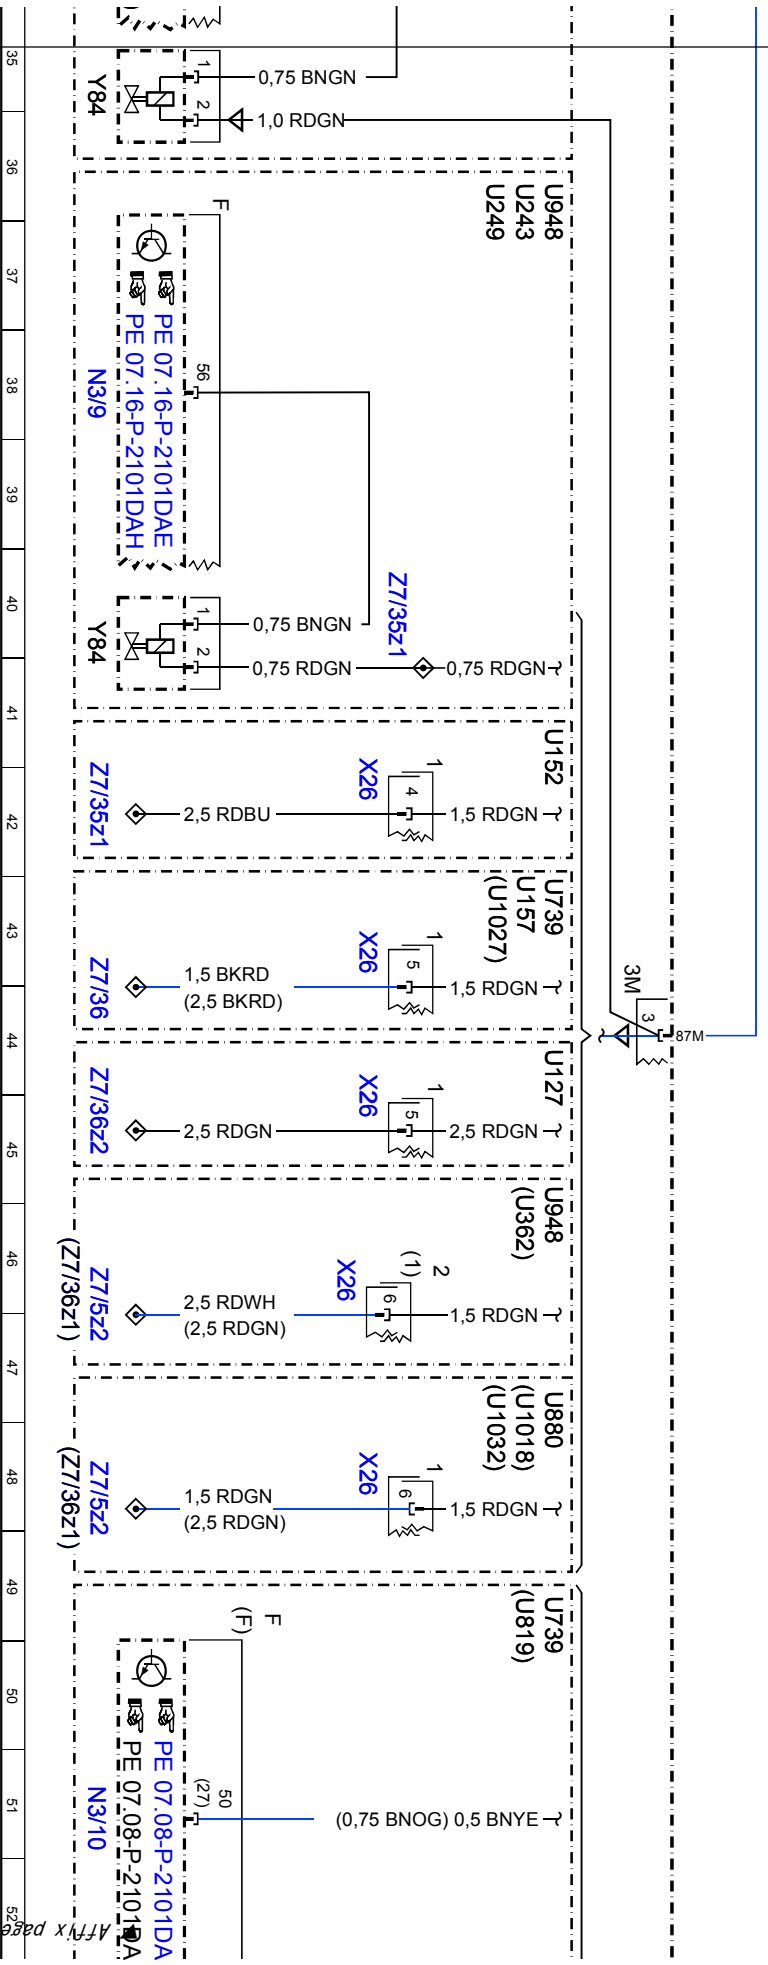 35
36
37
38
39
40
41
42
43
44
45
46
47
48
49
50
51
52
Y84
1
2
0,75 BNGN
1,0 RDGN
U948
U243
U249
F
PE 07.16-P-2101DAE
PE 07.16-P-2101DAH
N3/9
56
Y84
1
2
0,75 BNGN
0,75 RDGN
Z7/35z1
0,75 RDGN
U152
Z7/35z1
2,5 RDBU
X26
1
4
1,5 RDGN
U739
U157
(U1027)
Z7/36
1,5 BKRD
(2,5 BKRD)
X26
1
5
1,5 RDGN
3M
3
87M
U127
Z7/36z2
2,5 RDGN
X26
1
5
2,5 RDGN
U948
(U362)
Z7/5z2
(Z7/36z1)
2,5 RDWH
(2,5 RDGN)
X26
2
(1)
6
1,5 RDGN
U880
(U1018)
(U1032)
Z7/5z2
(Z7/36z1)
1,5 RDGN
(2,5 RDGN)
X26
1
6
1,5 RDGN
U739
(U819)
F
(F)
PE 07.08-P-2101DA
PE 07.08-P-2101DA
N3/10
50
(27)
(0,75 BNOG) 0,5 BNYE
Affix page